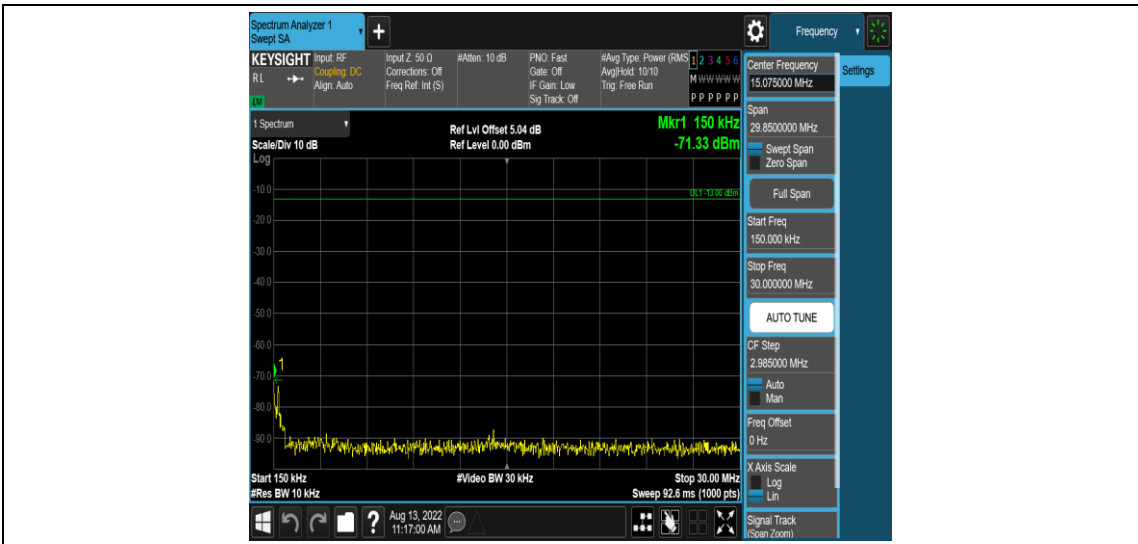 Spectrum Analyzer 1
Swept SA
+
Frequency
KEYSIGHT
RL
LXI
Input: RF
Coupling: DC
Align: Auto
Input Z: 50 Ω
Corrections: Off
Freq Ref: Int (S)
#Atten: 10 dB
PNO: Fast
Gate: Off
IF Gain: Low
Sig Track: Off
#Avg Type: Power (RMS
Avg|Hold: 10/10
Trig: Free Run
1 2 3 4 5 6
M W W W W W
P P P P P P
1 Spectrum
Scale/Div 10 dB
Ref Lvl Offset 5.04 dB
Ref Level 0.00 dBm
Mkr1 150 kHz
-71.33 dBm
Log
DL1 -13.00 dBm
-10.0
-20.0
-30.0
-40.0
-50.0
-60.0
-70.0
-80.0
-90.0
1
Start 150 kHz
#Res BW 10 kHz
#Video BW 30 kHz
Stop 30.00 MHz
Sweep 92.6 ms (1000 pts)
?
Aug 13, 2022
11:17:00 AM
Center Frequency
15.075000 MHz
Settings
Span
29.8500000 MHz
Swept Span
Zero Span
Full Span
Start Freq
150.000 kHz
Stop Freq
30.000000 MHz
AUTO TUNE
CF Step
2.985000 MHz
Auto
Man
Freq Offset
0 Hz
X Axis Scale
Log
Lin
Signal Track
(Span Zoom)